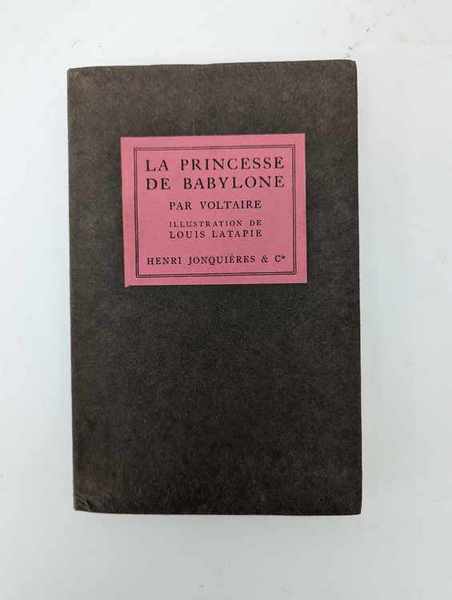 LA PRINCESSE
DE BABYLONE
PAR VOLTAIRE
ILLUSTRATION DE
LOUIS LATAPIE
HENRI JONQUIÈRES & Cⁱᵉ